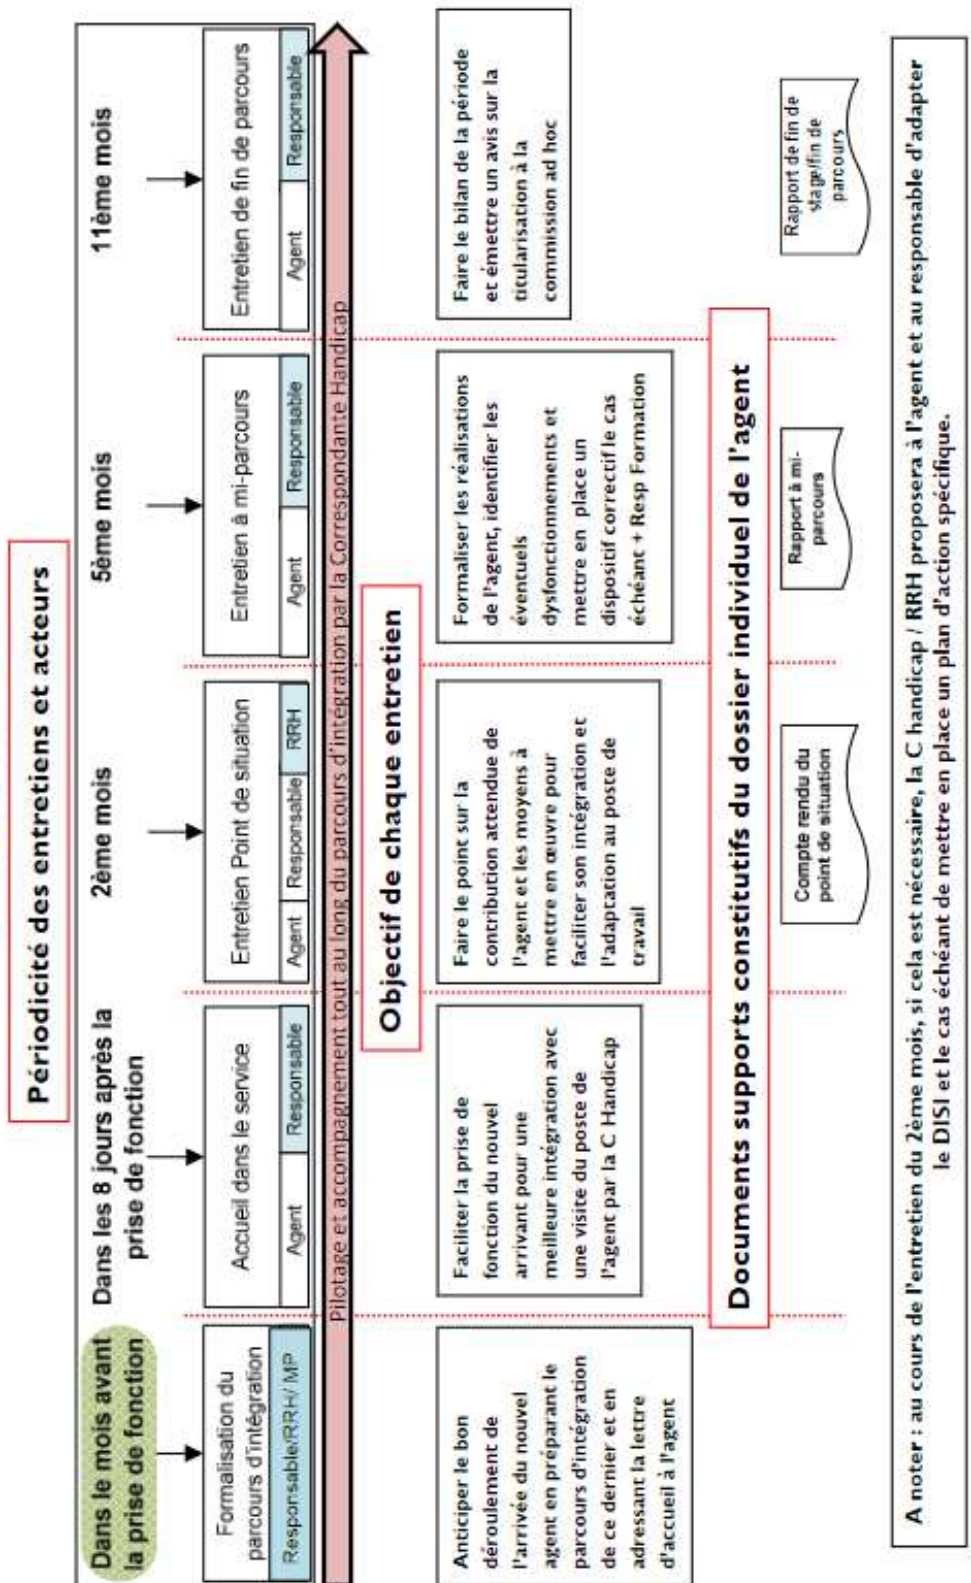 Périodicité des entretiens et acteurs
Dans le mois avant
la prise de fonction
Dans les 8 jours après la
prise de fonction
2ème mois
5ème mois
11ème mois
Formalisation du
parcours d'intégration
Responsable/RRH/ MP
Accueil dans le service
Agent
Responsable
Entretien Point de situation
Agent
Responsable
RRH
Entretien à mi-parcours
Agent
Responsable
Entretien de fin de parcours
Agent
Responsable
Pilotage et accompagnement tout au long du parcours d'intégration par la Correspondante Handicap
Objectif de chaque entretien
Anticiper le bon
déroulement de
l'arrivée du nouvel
agent en préparant le
parcours d'intégration
de ce dernier et en
adressant la lettre
d'accueil à l'agent
Faciliter la prise de
fonction du nouvel
arrivant pour une
meilleure intégration avec
une visite du poste de
l'agent par la C Handicap
Faire le point sur la
contribution attendue de
l'agent et les moyens à
mettre en œuvre pour
faciliter son intégration et
l'adaptation au poste de
travail
Formaliser les réalisations
de l'agent, identifier les
éventuels
dysfonctionnements et
mettre en place un
dispositif correctif le cas
échéant + Resp Formation
Faire le bilan de la période
et émettre un avis sur la
titularisation à la
commission ad hoc
Documents supports constitutifs du dossier individuel de l'agent
Compte rendu du
point de situation
Rapport à mi-
parcours
Rapport de fin de
stage/fin de
parcours
A noter : au cours de l'entretien du 2ème mois, si cela est nécessaire, la C handicap / RRH proposera à l'agent et au responsable d'adapter
le DISI et le cas échéant de mettre en place un plan d'action spécifique.